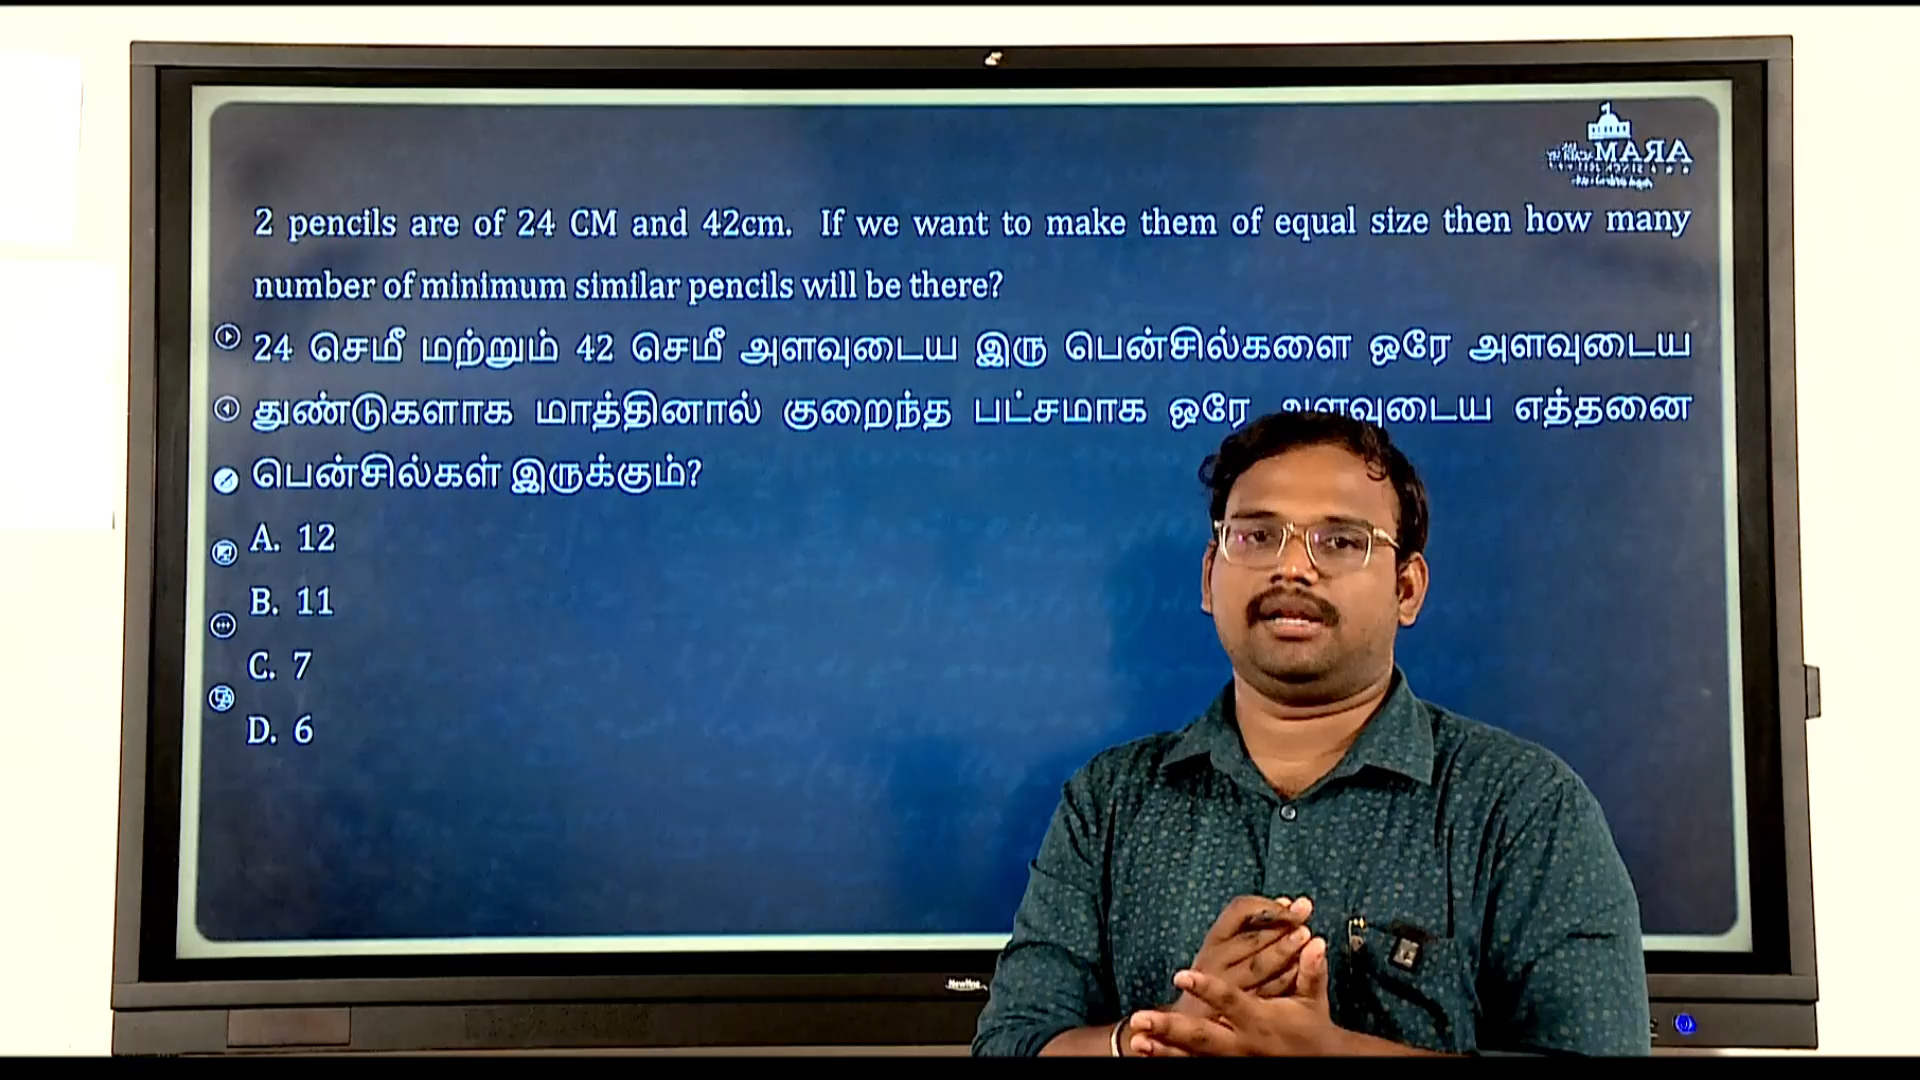 MARA
2 pencils are of 24 CM and 42cm. If we want to make them of equal size then how many
number of minimum similar pencils will be there?
24 செமீ மற்றும் 42 செமீ அளவுடைய இரு பென்சில்களை ஒரே அளவுடைய
துண்டுகளாக மாத்தினால் குறைந்த பட்சமாக ஒரே அளவுடைய எத்தனை
பென்சில்கள் இருக்கும்?
A. 12
B. 11
C. 7
D. 6